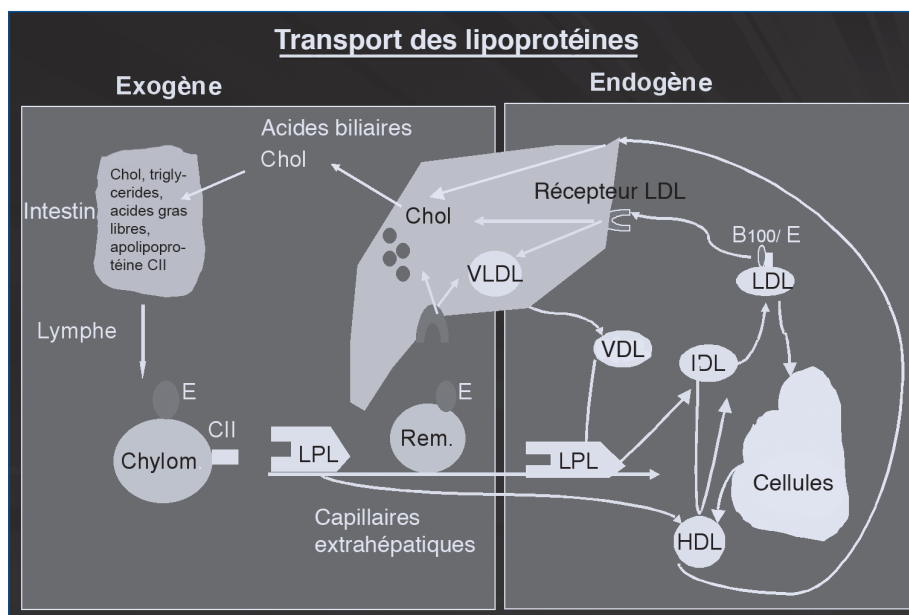 Transport des lipoprotéines
Exogène
Endogène
Acides biliaires
Chol
Chol, trigly-
cerides,
acides gras
libres,
apolipopro-
téine CII
Intestin
Récepteur LDL
Chol
B100/ E
LDL
VLDL
Lymphe
VDL
IDL
E
E
CII
Chylom.
LPL
Rem.
LPL
Cellules
Capillaires
extrahépatiques
HDL